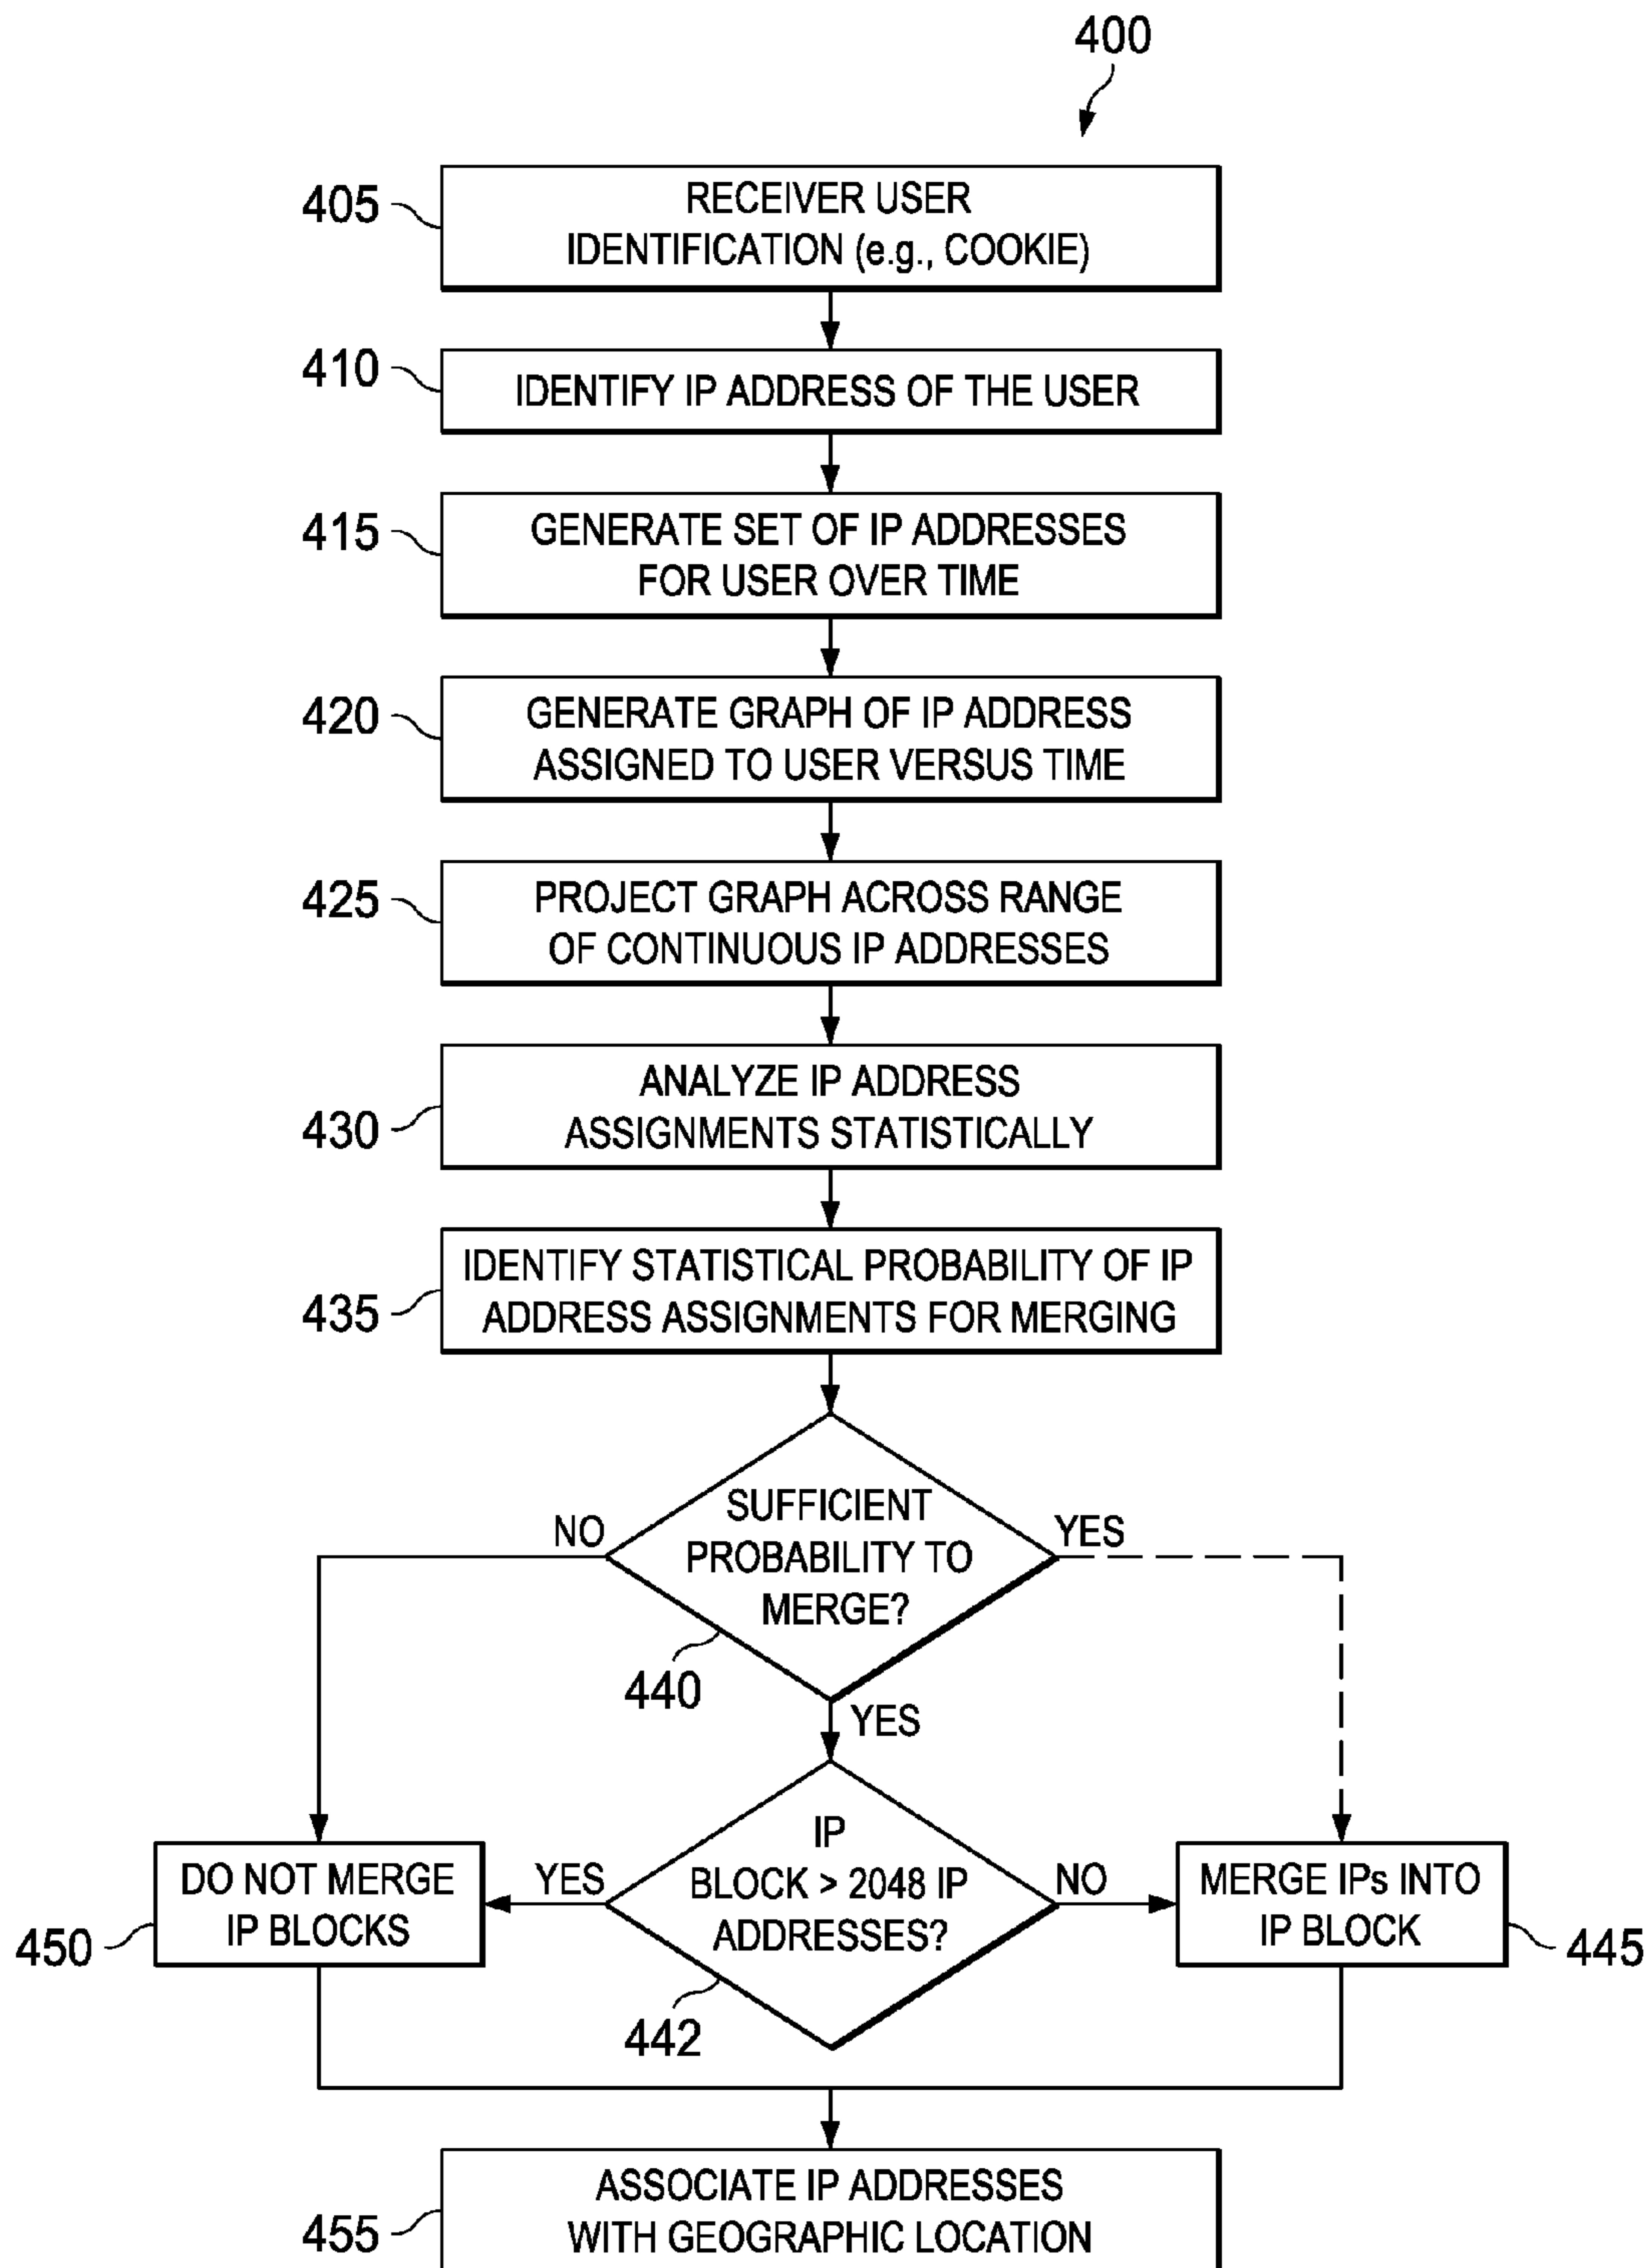 400
405
RECEIVER USER
IDENTIFICATION (e.g., COOKIE)
410
IDENTIFY IP ADDRESS OF THE USER
415
GENERATE SET OF IP ADDRESSES
FOR USER OVER TIME
420
GENERATE GRAPH OF IP ADDRESS
ASSIGNED TO USER VERSUS TIME
425
PROJECT GRAPH ACROSS RANGE
OF CONTINUOUS IP ADDRESSES
430
ANALYZE IP ADDRESS
ASSIGNMENTS STATISTICALLY
435
IDENTIFY STATISTICAL PROBABILITY OF IP
ADDRESS ASSIGNMENTS FOR MERGING
NO
SUFFICIENT
PROBABILITY TO
MERGE?
YES
440
YES
450
DO NOT MERGE
IP BLOCKS
YES
IP
BLOCK > 2048 IP
ADDRESSES?
NO
442
MERGE IPs INTO
IP BLOCK
445
455
ASSOCIATE IP ADDRESSES
WITH GEOGRAPHIC LOCATION